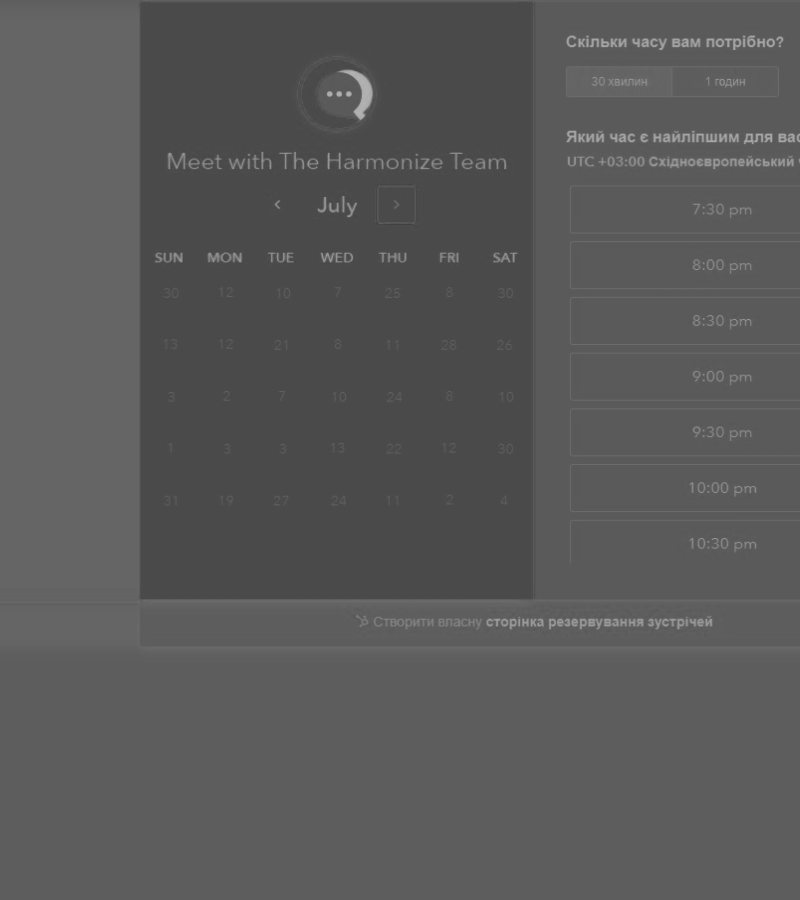 Meet with The Harmonize Team
July
SUN MON TUE WED THU FRI SAT
30 12 10 7 25 8 30
13 12 21 8 11 28 26
3 2 7 10 24 8 10
1 3 3 13 22 12 30
31 19 27 24 11 2 4
Скільки часу вам потрібно?
30 хвилин 1 годин
Який час є найліпшим для вас
UTC +03:00 Східноєвропейський
7:30 pm
8:00 pm
8:30 pm
9:00 pm
9:30 pm
10:00 pm
10:30 pm
Створити власну сторінка резервування зустрічей